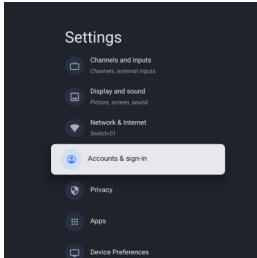 Settings
Channels and inputs
Channels, external inputs
Display and sound
Picture, screen, sound
Network & Internet
Switch-01
Accounts & sign-in
Privacy
Apps
Device Preferences